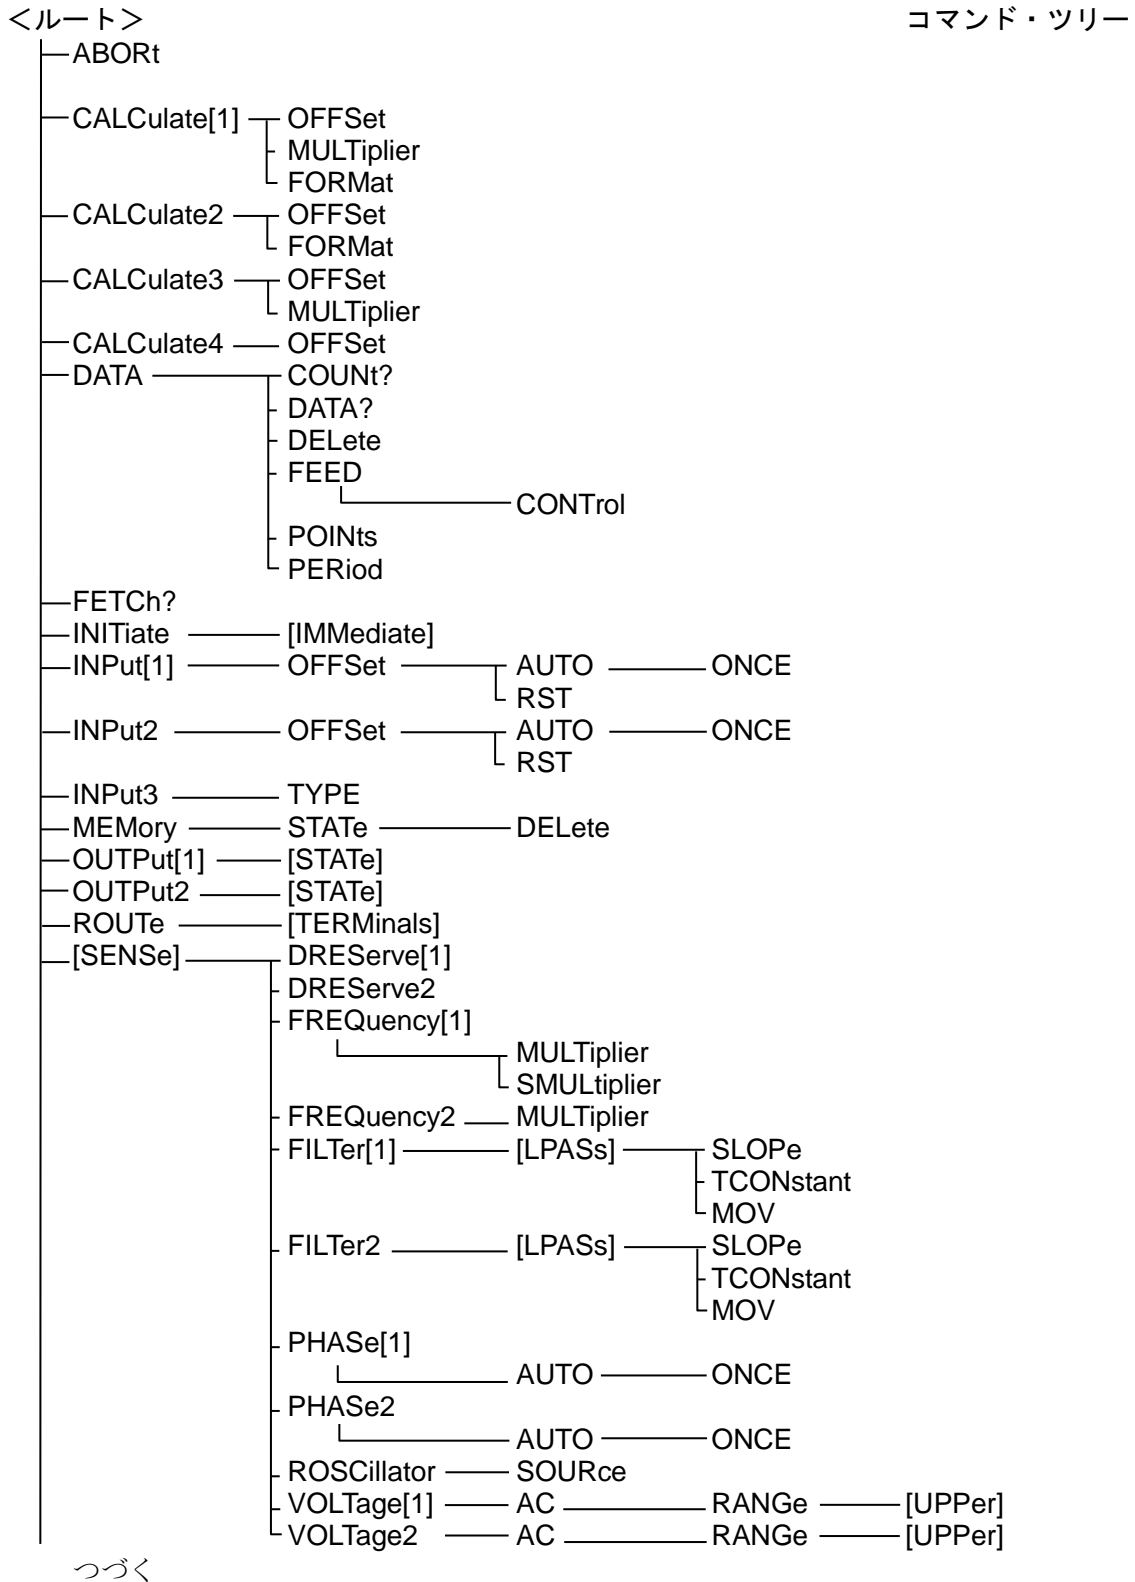 ＜ルート＞ コマンド・ツリー
ABORt
CALCulate[1] OFFSet
MULTiplier
FORMat
CALCulate2 OFFSet
FORMat
CALCulate3 OFFSet
MULTiplier
CALCulate4 OFFSet
DATA COUNt?
DATA?
DELete
FEED
CONTrol
POINts
PERiod
FETCh?
INITiate [IMMediate]
INPut[1] OFFSet AUTO ONCE
RST
INPut2 OFFSet AUTO ONCE
RST
INPut3 TYPE
MEMory STATe DELete
OUTPut[1] [STATe]
OUTPut2 [STATe]
ROUTe [TERMinals]
[SENSe] DREServe[1]
DREServe2
FREQuency[1]
MULTiplier
SMULtiplier
FREQuency2 MULTiplier
FILTer[1] [LPASs] SLOPe
TCONstant
MOV
FILTer2 [LPASs] SLOPe
TCONstant
MOV
PHASe[1]
AUTO ONCE
PHASe2
AUTO ONCE
ROSCillator SOURce
VOLTage[1] AC RANGe [UPPer]
VOLTage2 AC RANGe [UPPer]
つづく